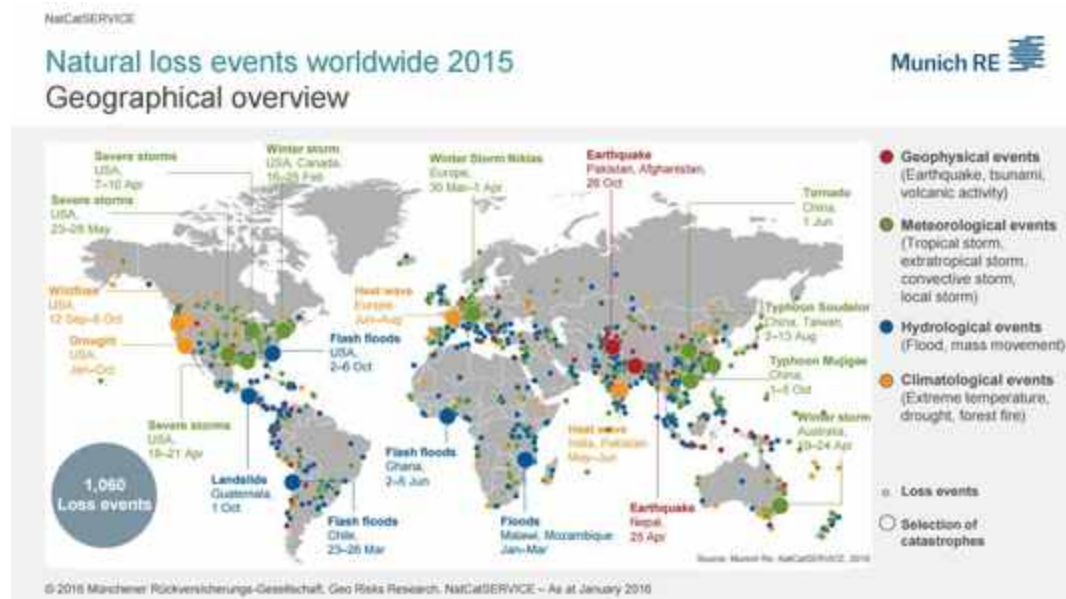 NatCatSERVICE
Natural loss events worldwide 2015
Geographical overview
Munich RE
Severe storms
USA,
7–10 Apr
Winter storm
USA, Canada,
16–25 Feb
Winter Storm Niklas
Europe,
30 Mar–1 Apr
Earthquake
Pakistan, Afghanistan,
26 Oct
Tornado
China,
1 Jun
Severe storms
USA,
23–28 May
Wildfires
USA,
12 Sep–8 Oct
Drought
USA,
Jan–Oct
Heat wave
Europe,
Jun–Aug
Flash floods
USA,
2–6 Oct
Typhoon Soudelor
China, Taiwan,
2–13 Aug
Typhoon Mujigae
China,
1–5 Oct
Winter storm
Australia,
19–24 Apr
Severe storms
USA,
18–21 Apr
Landslide
Guatemala,
1 Oct
Flash floods
Chile,
23–26 Mar
Flash floods
Ghana,
2–5 Jun
Floods
Malawi, Mozambique
Jan–Mar
Heat wave
India, Pakistan
May–Jun
Earthquake
Nepal,
25 Apr
1,060
Loss events
Geophysical events
(Earthquake, tsunami,
volcanic activity)
Meteorological events
(Tropical storm,
extratropical storm,
convective storm,
local storm)
Hydrological events
(Flood, mass movement)
Climatological events
(Extreme temperature,
drought, forest fire)
Loss events
Selection of
catastrophes
Source: Munich Re, NatCatSERVICE, 2016
© 2016 Münchener Rückversicherungs-Gesellschaft, Geo Risks Research, NatCatSERVICE – As at January 2016